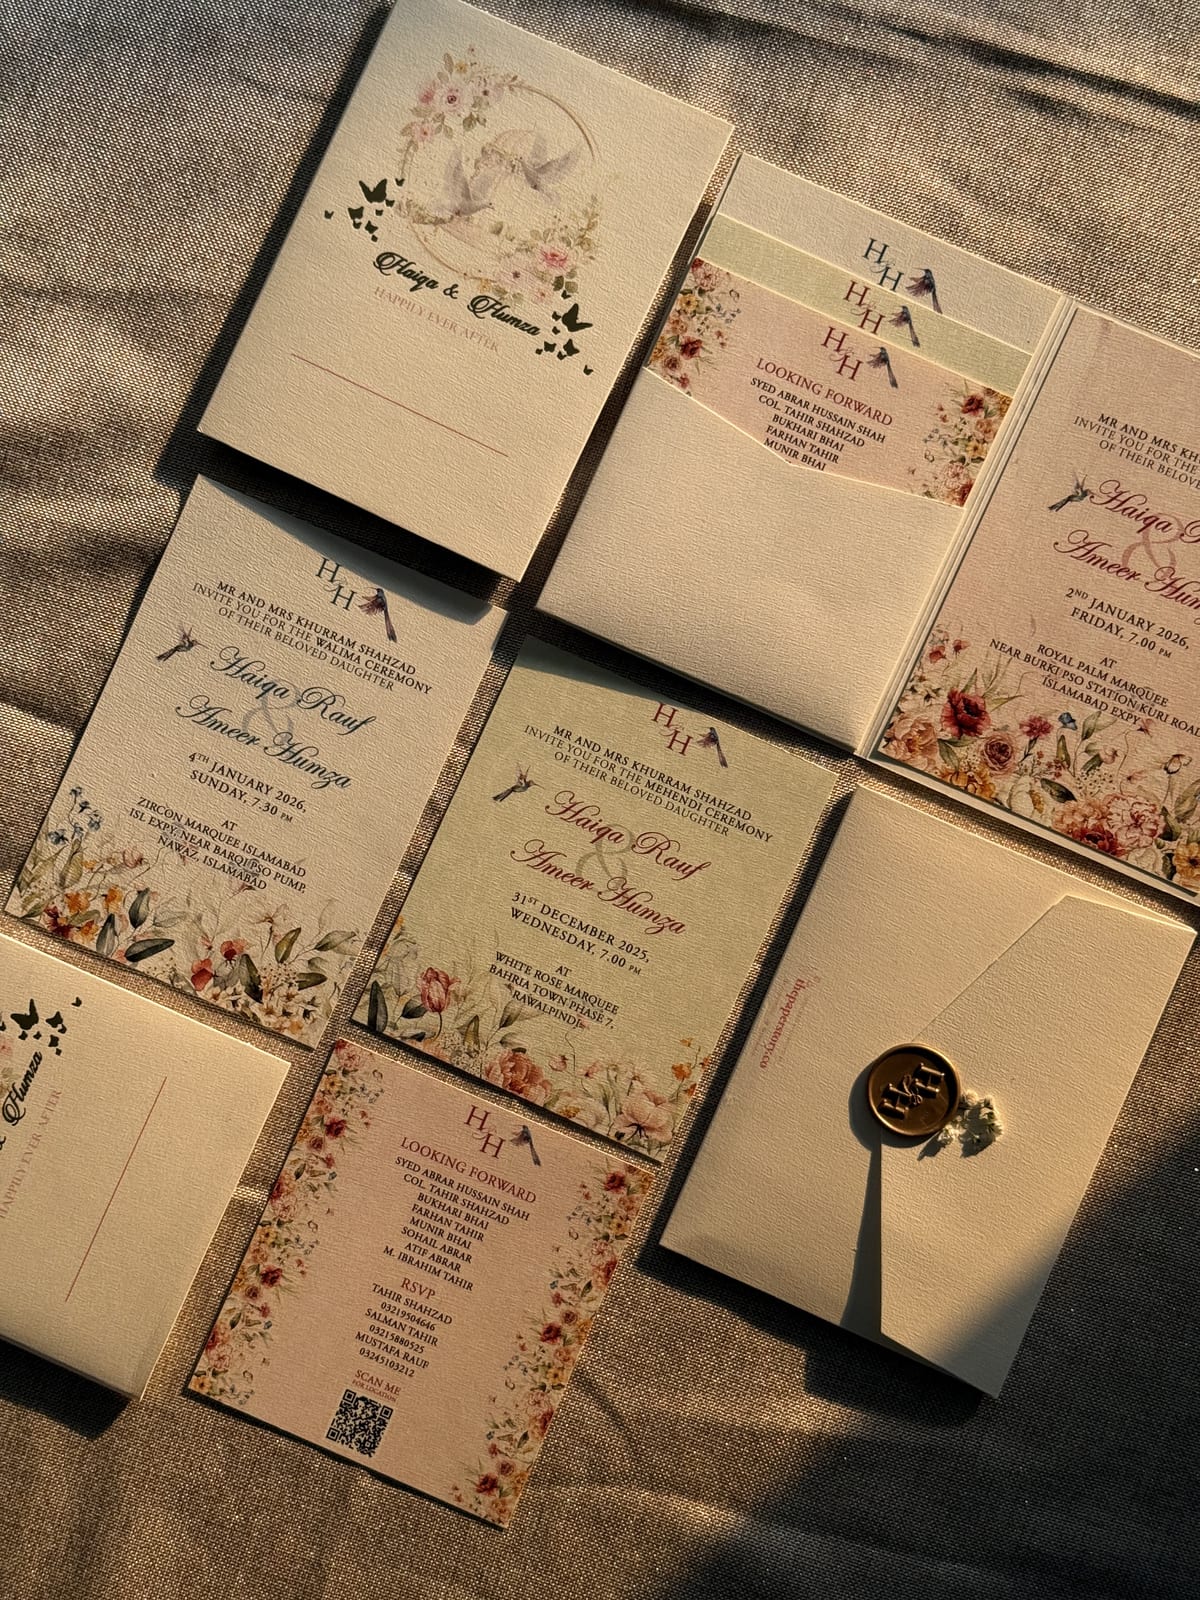 Haiqa & Humza
HAPPILY EVER AFTER
H&H
H&H
H&H
LOOKING FORWARD
SYED ABRAR HUSSAIN SHAH
COL. TAHIR SHAHZAD
BUKHARI BHAI
FARHAN TAHIR
MUNIR BHAI
MR AND MRS
INVITE YOU FOR THE
OF THEIR BELOVED
Haiqa
&
Ameer
2ND JANUARY 2026,
FRIDAY, 7.00 PM
AT
ROYAL PALM MARQUEE
NEAR BURKI PSO STATION KURI ROAD
ISLAMABAD EXPY
H&H
MR AND MRS KHURRAM SHAHZAD
INVITE YOU FOR THE WALIMA CEREMONY
OF THEIR BELOVED DAUGHTER
Haiqa Rauf
&
Ameer Humza
4TH JANUARY 2026,
SUNDAY, 7.30 PM
AT
ZIRCON MARQUEE ISLAMABAD
ISL EXPY, NEAR BARQI PSO PUMP,
NAWAZ, ISLAMABAD
H&H
MR AND MRS KHURRAM SHAHZAD
INVITE YOU FOR THE MEHENDI CEREMONY
OF THEIR BELOVED DAUGHTER
Haiqa Rauf
&
Ameer Humza
31ST DECEMBER 2025,
WEDNESDAY, 7.00 PM
AT
WHITE ROSE MARQUEE
BAHRIA TOWN PHASE 7,
RAWALPINDI
thepaperstory.co
H&H
& Humza
HAPPILY EVER AFTER
H&H
LOOKING FORWARD
SYED ABRAR HUSSAIN SHAH
COL. TAHIR SHAHZAD
BUKHARI BHAI
FARHAN TAHIR
MUNIR BHAI
SOHAIL ABRAR
ATIF ABRAR
M. IBRAHIM TAHIR
RSVP
TAHIR SHAHZAD
03219504646
SALMAN TAHIR
03215880525
MUSTAFA RAUF
03245103212
SCAN ME
FOR LOCATION